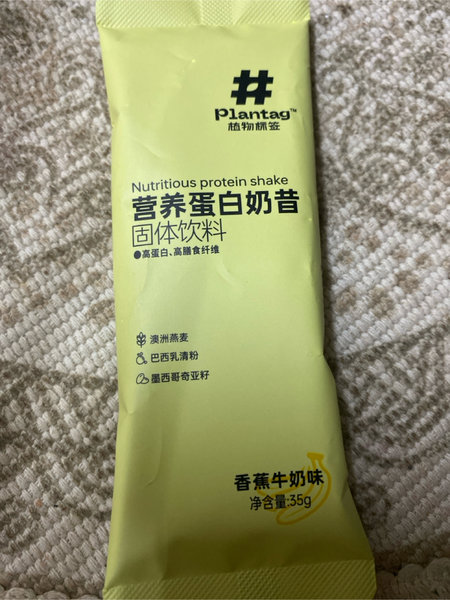 #
Plantag™
植物标签
Nutritious protein shake
营养蛋白奶昔
固体饮料
●高蛋白、高膳食纤维
澳洲燕麦
巴西乳清粉
墨西哥奇亚籽
香蕉牛奶味
净含量:35g